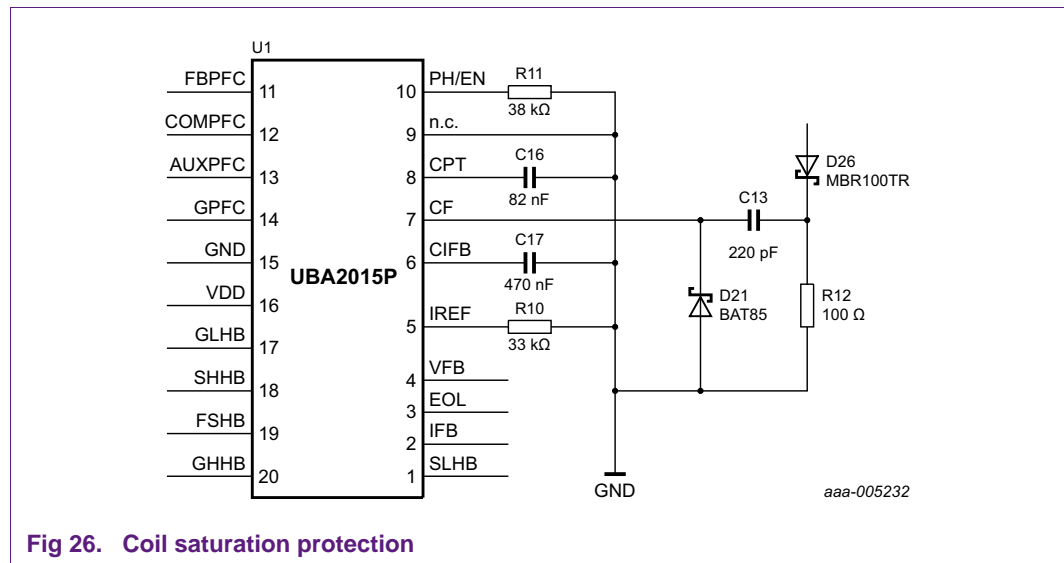 U1
FBPFC
11
COMPFC
12
AUXPFC
13
GPFC
14
GND
15
VDD
16
GLHB
17
SHHB
18
FSHB
19
GHHB
20
UBA2015P
10
PH/EN
R11
38 kΩ
9
n.c.
8
CPT
C16
82 nF
7
CF
6
CIFB
C17
470 nF
5
IREF
R10
33 kΩ
4
VFB
3
EOL
2
IFB
1
SLHB
D26
MBR100TR
C13
220 pF
D21
BAT85
R12
100 Ω
GND
aaa-005232
Fig 26. Coil saturation protection